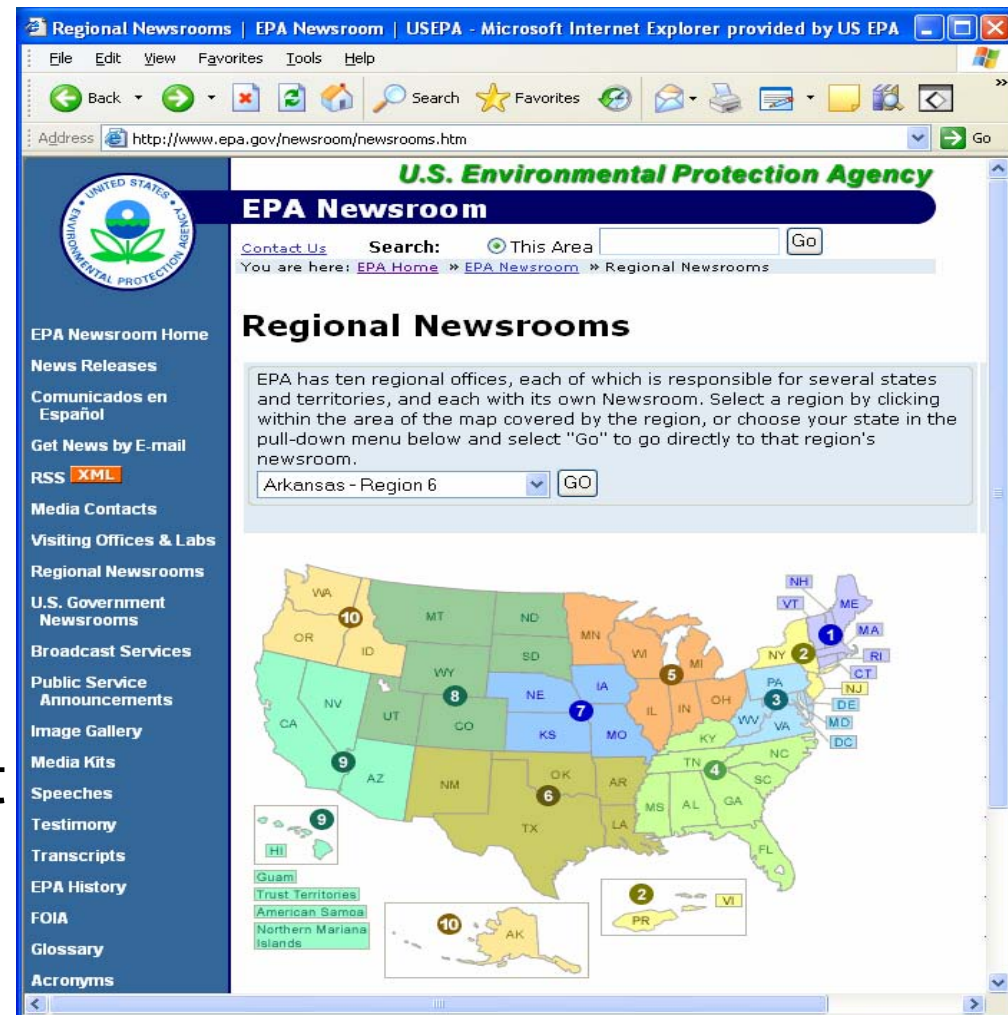 Regional Newsrooms | EPA Newsroom | USEPA - Microsoft Internet Explorer provided by US EPA
File Edit View Favorites Tools Help
Back Search Favorites
Address http://www.epa.gov/newsroom/newsrooms.htm Go
UNITED STATES ENVIRONMENTAL PROTECTION AGENCY
U.S. Environmental Protection Agency
EPA Newsroom
Contact Us Search: This Area Go
You are here: EPA Home » EPA Newsroom » Regional Newsrooms
EPA Newsroom Home
News Releases
Comunicados en
Español
Get News by E-mail
RSS XML
Media Contacts
Visiting Offices & Labs
Regional Newsrooms
U.S. Government
Newsrooms
Broadcast Services
Public Service
Announcements
Image Gallery
Media Kits
Speeches
Testimony
Transcripts
EPA History
FOIA
Glossary
Acronyms
Regional Newsrooms
EPA has ten regional offices, each of which is responsible for several states
and territories, and each with its own Newsroom. Select a region by clicking
within the area of the map covered by the region, or choose your state in the
pull-down menu below and select "Go" to go directly to that region's
newsroom.
Arkansas - Region 6 GO
WA
OR
ID
10
MT
ND
SD
WY
8
UT
CO
NV
CA
9
AZ
NE
IA
7
KS
MO
MN
WI
MI
5
IL
IN
OH
NM
OK
AR
6
TX
LA
KY
TN
4
NC
SC
MS
AL
GA
FL
PA
3
WV
VA
DE
MD
DC
NY
2
NJ
NH
VT
ME
1
MA
RI
CT
9
HI
Guam
Trust Territories
American Samoa
Northern Mariana
Islands
10
AK
2
PR
VI